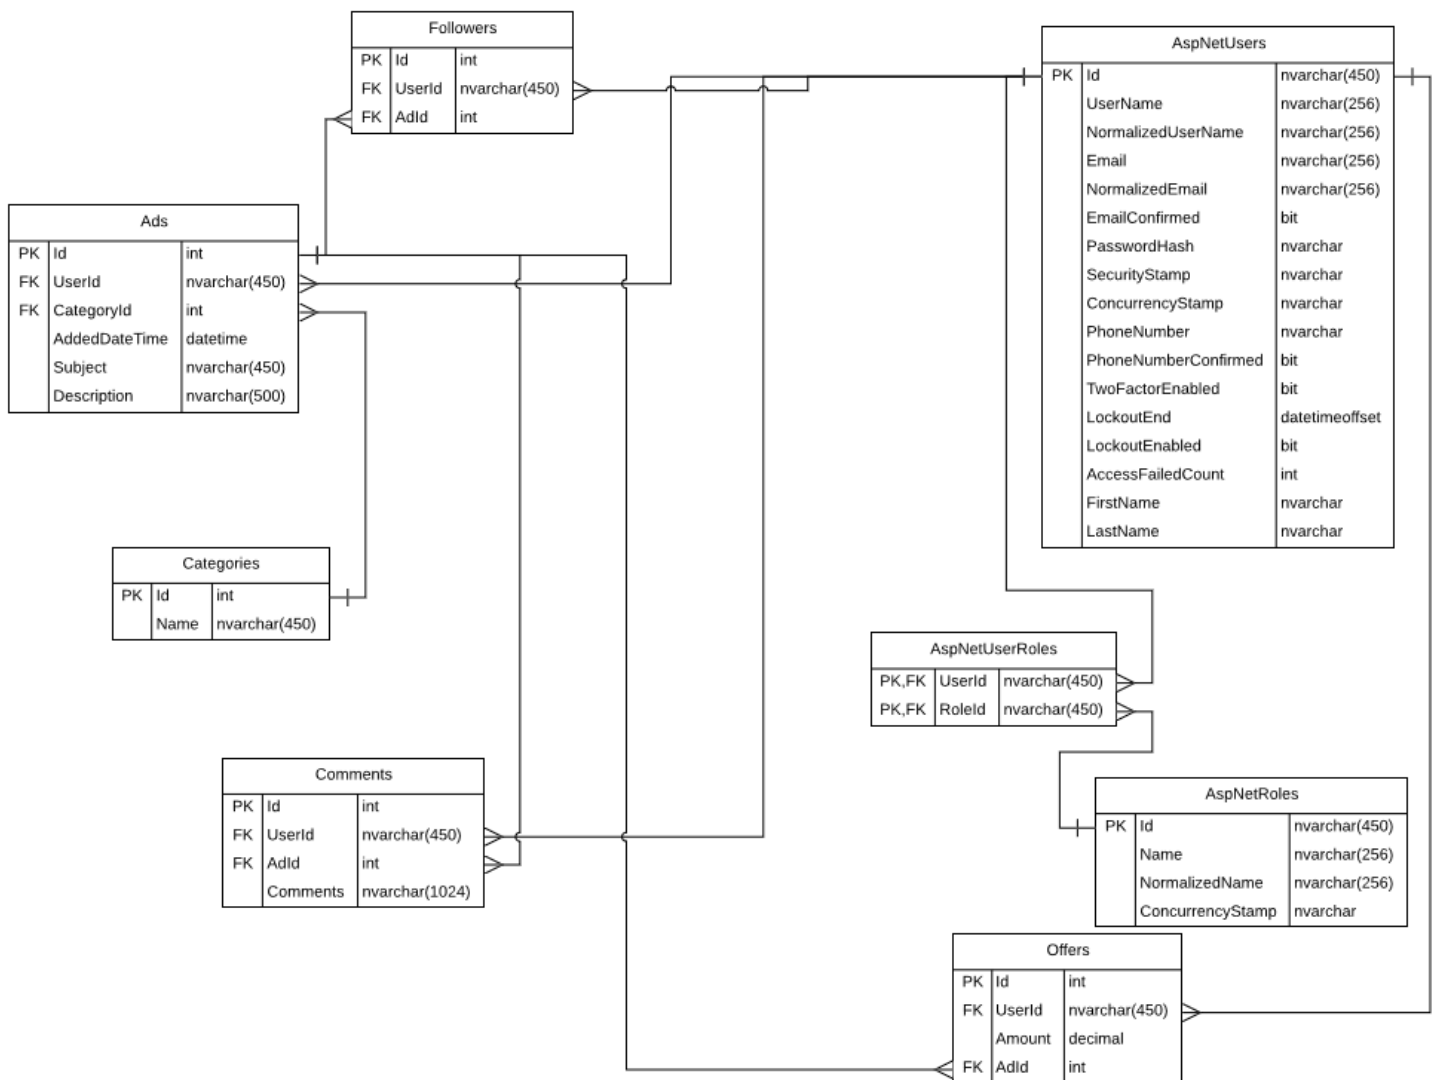 Followers
PK Id int
FK UserId nvarchar(450)
FK AdId int
AspNetUsers
PK Id nvarchar(450)
UserName nvarchar(256)
NormalizedUserName nvarchar(256)
Email nvarchar(256)
NormalizedEmail nvarchar(256)
EmailConfirmed bit
PasswordHash nvarchar
SecurityStamp nvarchar
ConcurrencyStamp nvarchar
PhoneNumber nvarchar
PhoneNumberConfirmed bit
TwoFactorEnabled bit
LockoutEnd datetimeoffset
LockoutEnabled bit
AccessFailedCount int
FirstName nvarchar
LastName nvarchar
Ads
PK Id int
FK UserId nvarchar(450)
FK CategoryId int
AddedDateTime datetime
Subject nvarchar(450)
Description nvarchar(500)
Categories
PK Id int
Name nvarchar(450)
AspNetUserRoles
PK,FK UserId nvarchar(450)
PK,FK RoleId nvarchar(450)
Comments
PK Id int
FK UserId nvarchar(450)
FK AdId int
Comments nvarchar(1024)
AspNetRoles
PK Id nvarchar(450)
Name nvarchar(256)
NormalizedName nvarchar(256)
ConcurrencyStamp nvarchar
Offers
PK Id int
FK UserId nvarchar(450)
Amount decimal
FK AdId int